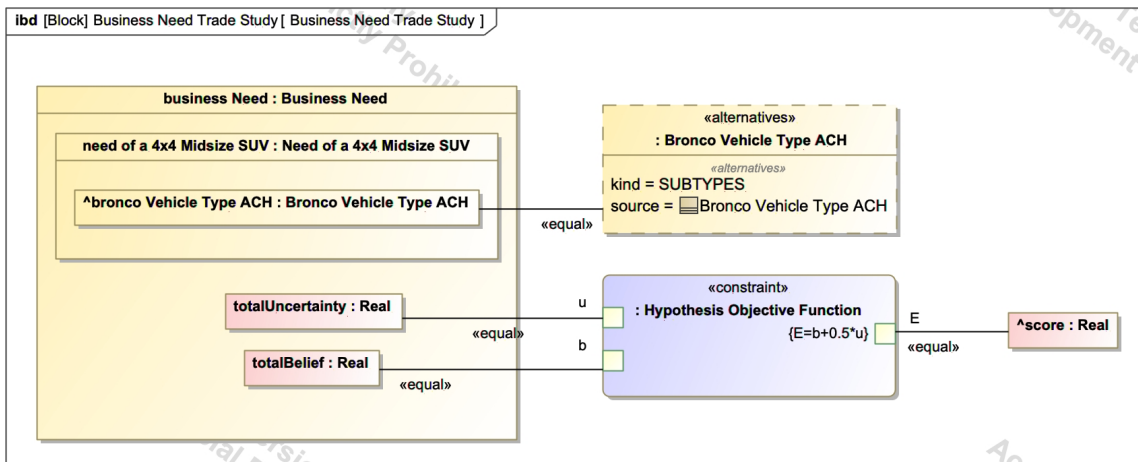 ibd [Block] Business Need Trade Study [ Business Need Trade Study ]
business Need : Business Need
need of a 4x4 Midsize SUV : Need of a 4x4 Midsize SUV
^bronco Vehicle Type ACH : Bronco Vehicle Type ACH
«equal»
«alternatives»
: Bronco Vehicle Type ACH
«alternatives»
kind = SUBTYPES
source = Bronco Vehicle Type ACH
totalUncertainty : Real
«equal»
u
totalBelief : Real
«equal»
b
«constraint»
: Hypothesis Objective Function
{E=b+0.5*u}
E
«equal»
^score : Real